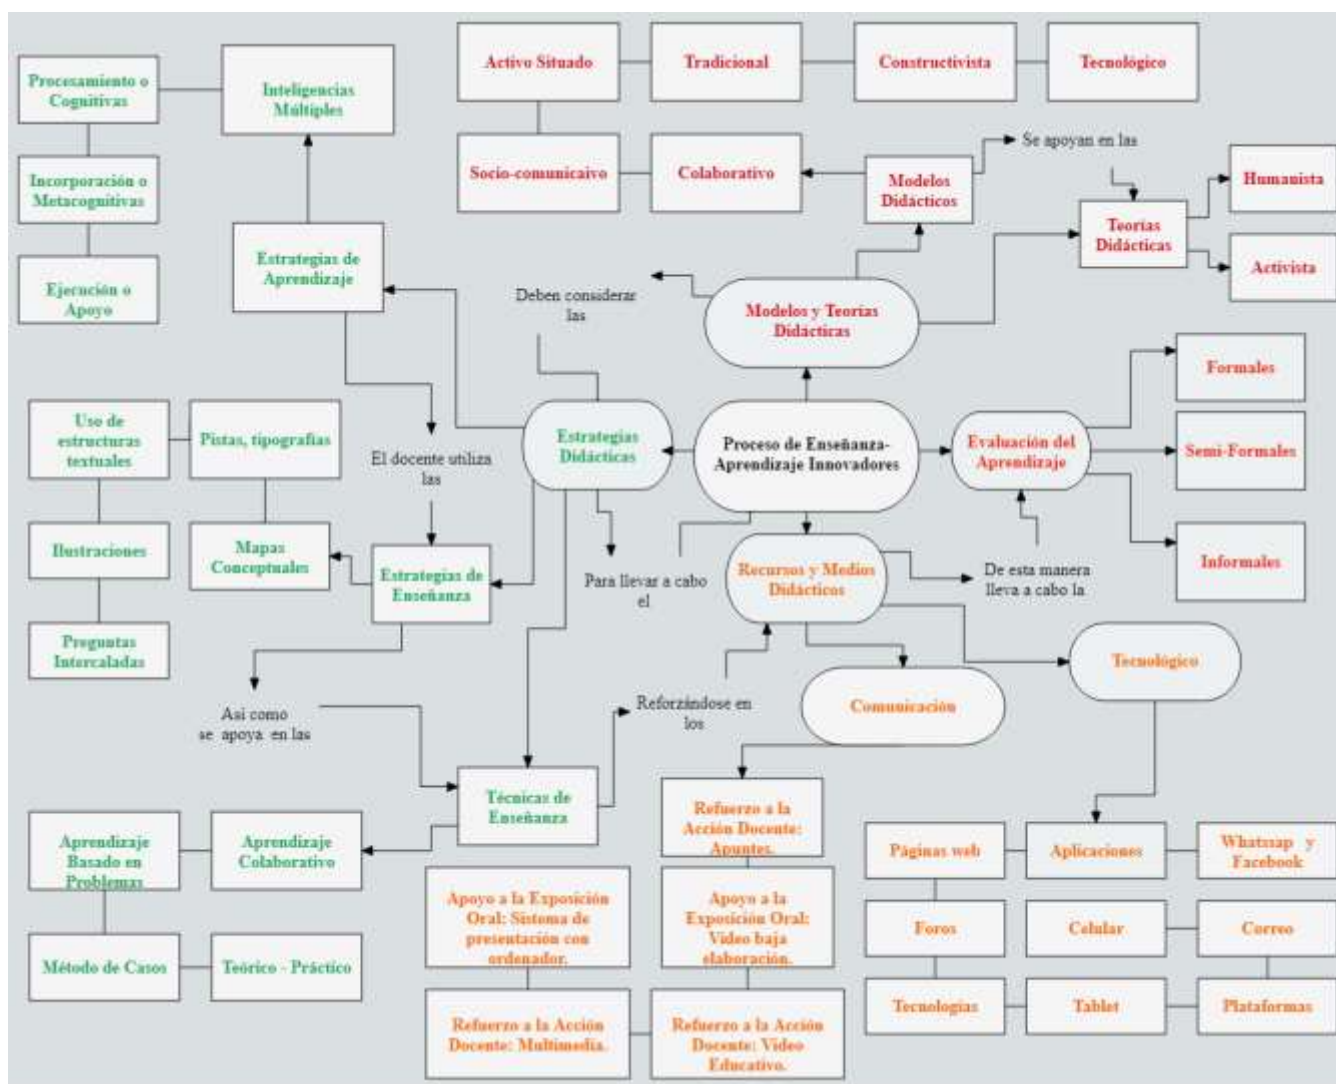 Activo Situado
Tradicional
Constructivista
Tecnológico
Procesamiento o
Cognitivas
Inteligencias
Múltiples
Se apoyan en las
Incorporación o
Metacognitivas
Socio-comunicaivo
Colaborativo
Modelos
Didácticos
Humanista
Teorías
Didácticas
Estrategias de
Aprendizaje
Activista
Ejecución o
Apoyo
Deben considerar
las
Modelos y Teorías
Didácticas
Formales
Uso de
estructuras
textuales
Pistas, tipografías
El docente utiliza
las
Estrategias
Didácticas
Proceso de Enseñanza-
Aprendizaje Innovadores
Evaluación del
Aprendizaje
Semi-Formales
Ilustraciones
Mapas
Conceptuales
Estrategias de
Enseñanza
Para llevar a cabo
el
Recursos y Medios
Didácticos
De esta manera
lleva a cabo la
Informales
Preguntas
Intercaladas
Tecnológico
Así como
se apoya en las
Reforzándose en
los
Comunicación
Técnicas de
Enseñanza
Refuerzo a la
Acción Docente:
Apuntes.
Aprendizaje
Basado en
Problemas
Aprendizaje
Colaborativo
Páginas web
Aplicaciones
Whatssap y
Facebook
Apoyo a la Exposición
Oral: Sistema de
presentación con
ordenador.
Apoyo a la
Exposición Oral:
Video baja
elaboración.
Foros
Celular
Correo
Método de Casos
Teórico - Práctico
Refuerzo a la Acción
Docente: Multimedia.
Refuerzo a la Acción
Docente: Video
Educativo.
Tecnologías
Tablet
Plataformas